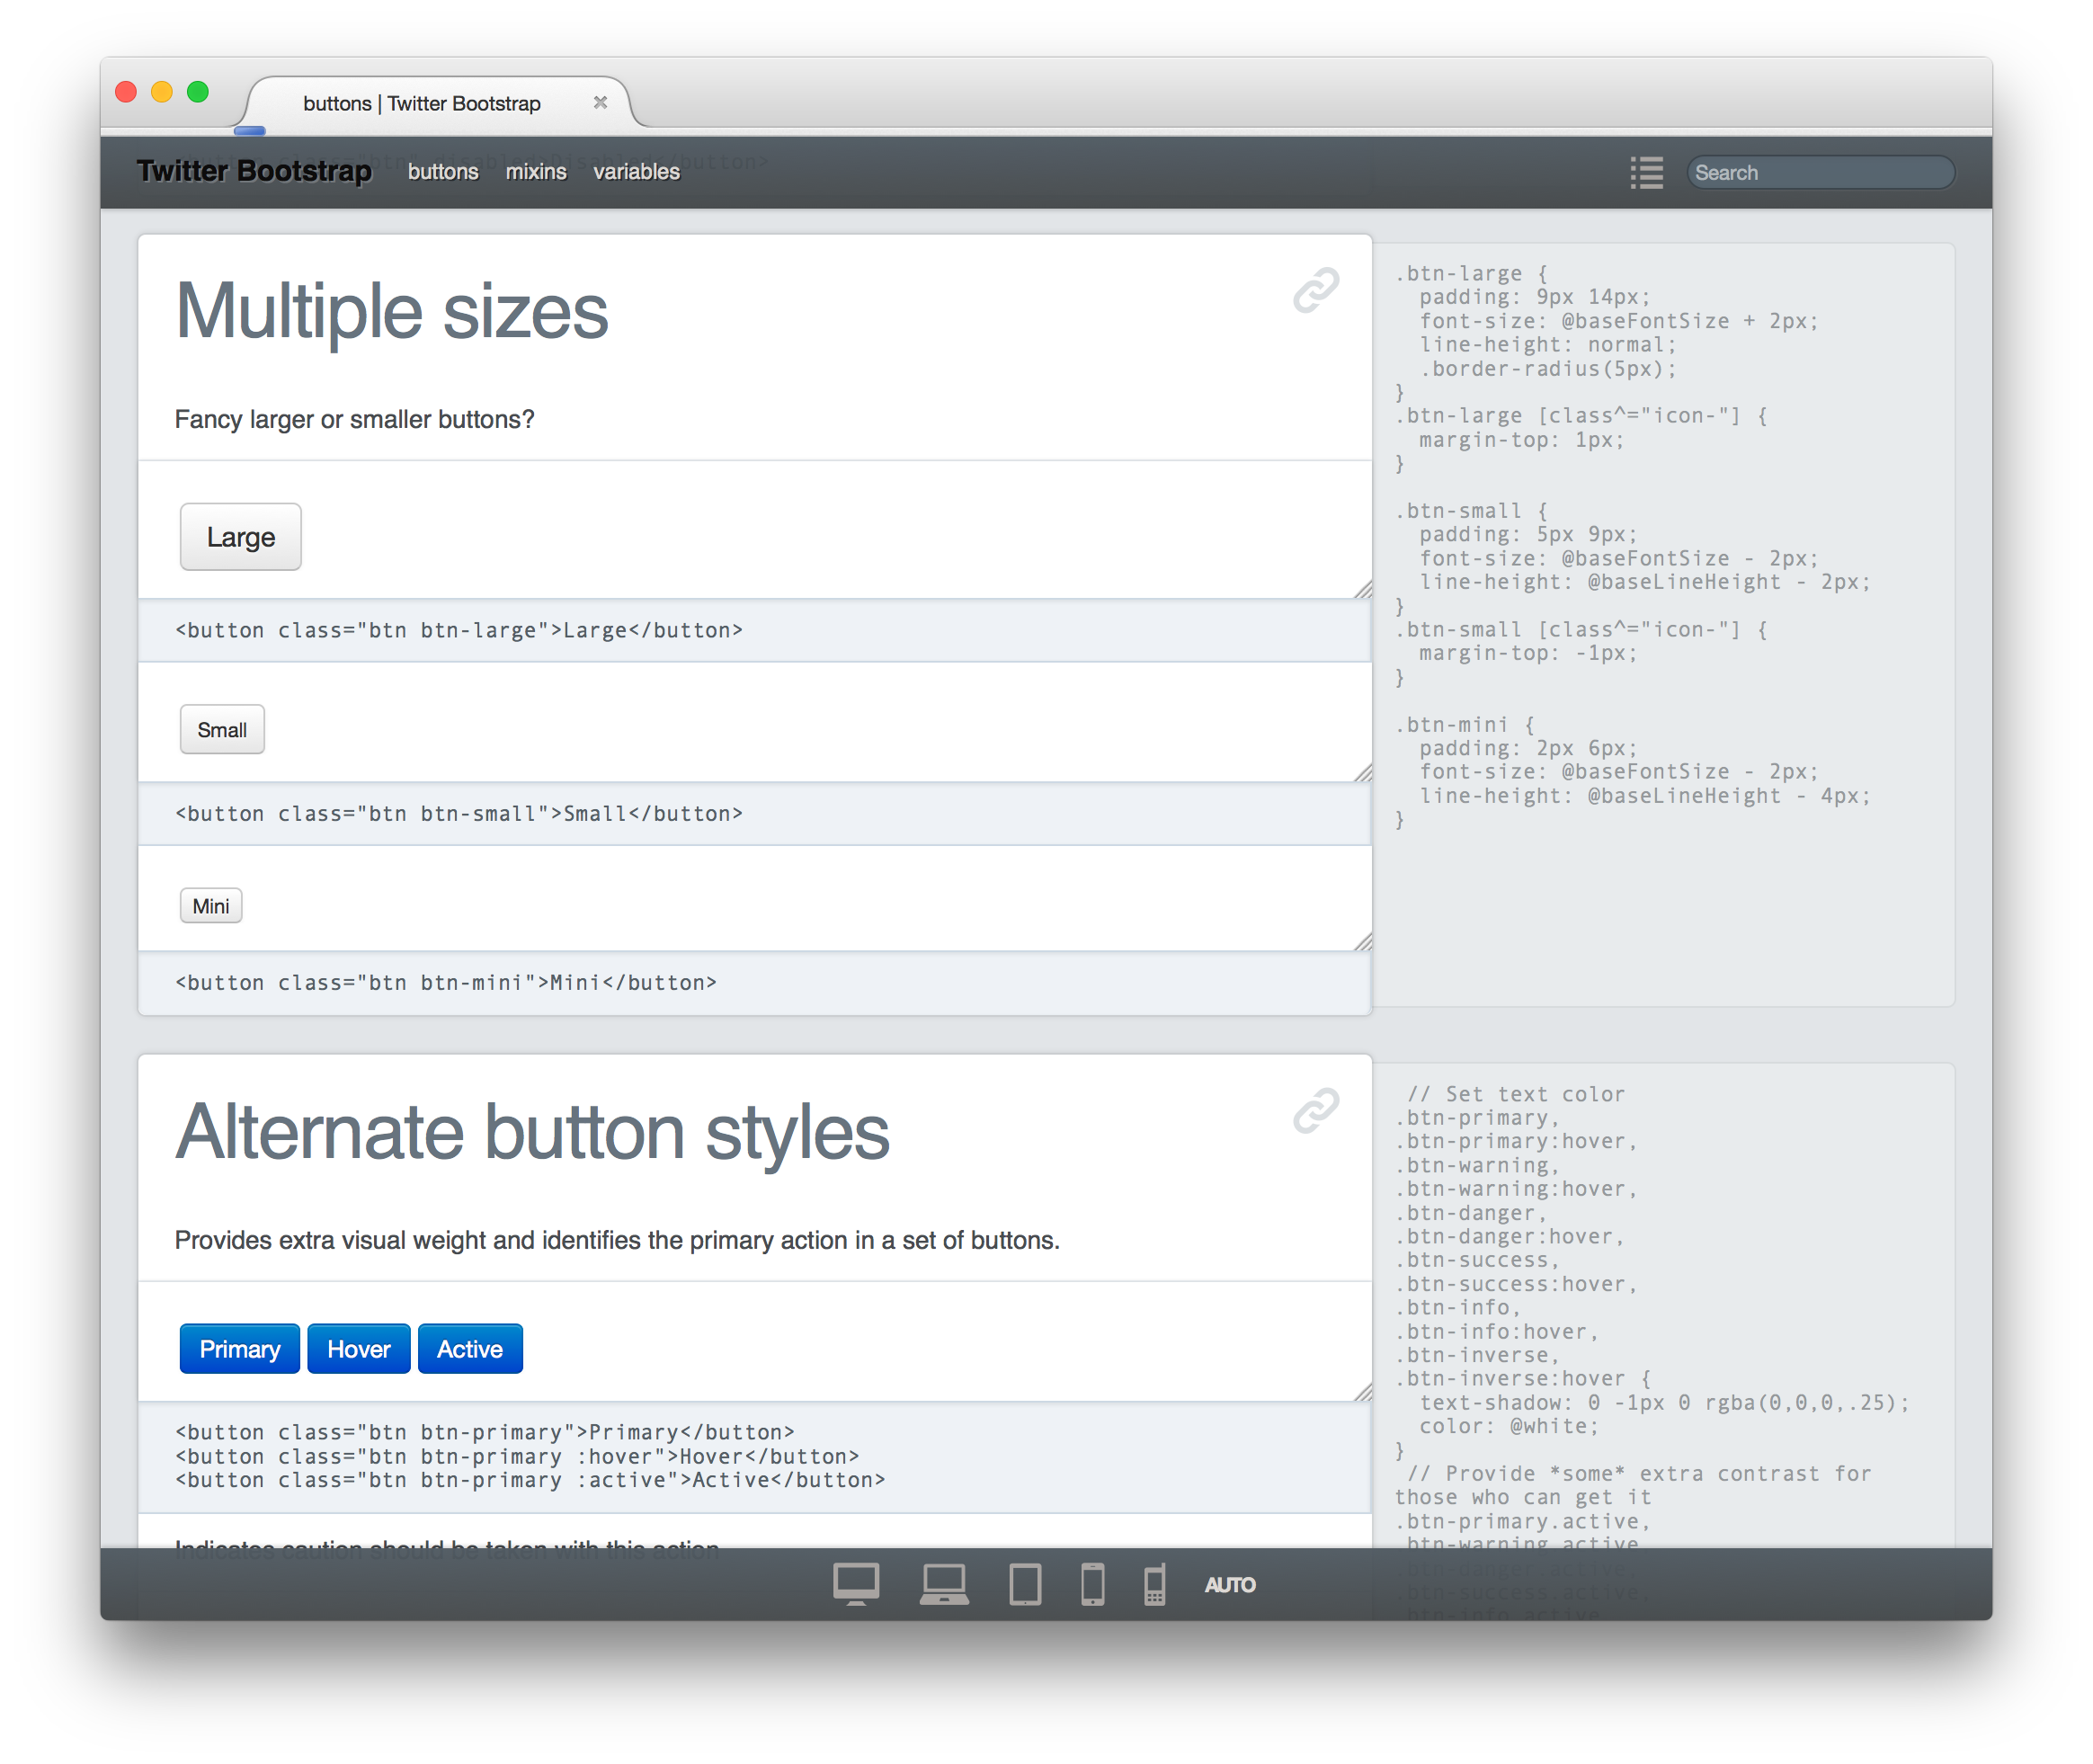 buttons | Twitter Bootstrap
Twitter Bootstrap buttons mixins variables
Search
Multiple sizes
Fancy larger or smaller buttons?
Large
<button class="btn btn-large">Large</button>
Small
<button class="btn btn-small">Small</button>
Mini
<button class="btn btn-mini">Mini</button>
.btn-large {
  padding: 9px 14px;
  font-size: @baseFontSize + 2px;
  line-height: normal;
  .border-radius(5px);
}
.btn-large [class^="icon-"] {
  margin-top: 1px;
}
.btn-small {
  padding: 5px 9px;
  font-size: @baseFontSize - 2px;
  line-height: @baseLineHeight - 2px;
}
.btn-small [class^="icon-"] {
  margin-top: -1px;
}
.btn-mini {
  padding: 2px 6px;
  font-size: @baseFontSize - 2px;
  line-height: @baseLineHeight - 4px;
}
Alternate button styles
Provides extra visual weight and identifies the primary action in a set of buttons.
Primary Hover Active
<button class="btn btn-primary">Primary</button>
<button class="btn btn-primary :hover">Hover</button>
<button class="btn btn-primary :active">Active</button>
Indicates caution should be taken with this action
// Set text color
.btn-primary,
.btn-primary:hover,
.btn-warning,
.btn-warning:hover,
.btn-danger,
.btn-danger:hover,
.btn-success,
.btn-success:hover,
.btn-info,
.btn-info:hover,
.btn-inverse,
.btn-inverse:hover {
  text-shadow: 0 -1px 0 rgba(0,0,0,.25);
  color: @white;
}
// Provide *some* extra contrast for
those who can get it
.btn-primary.active,
.btn-warning.active
.btn-danger.active,
.btn-success.active
.btn-info.active
AUTO